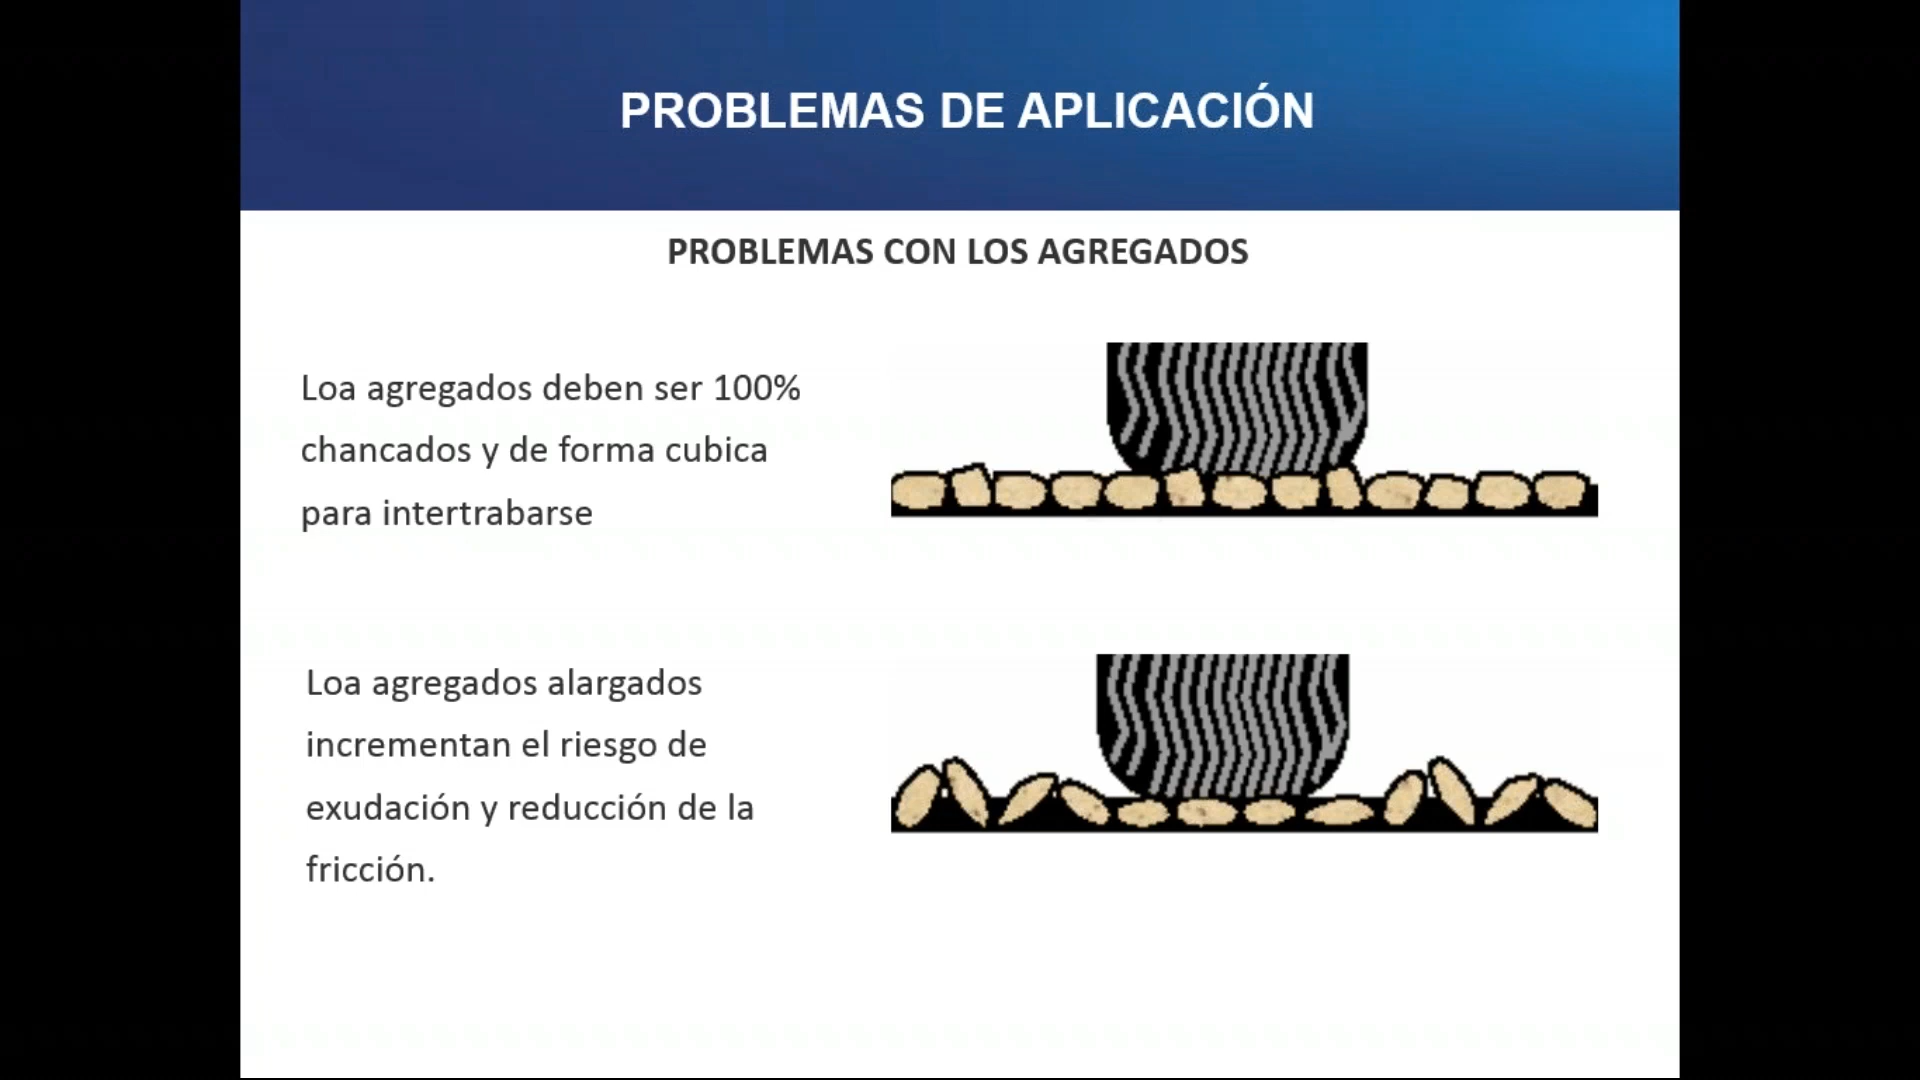 PROBLEMAS DE APLICACIÓN
PROBLEMAS CON LOS AGREGADOS
Loa agregados deben ser 100%
chancados y de forma cubica
para intertrabarse
Loa agregados alargados
incrementan el riesgo de
exudación y reducción de la
fricción.